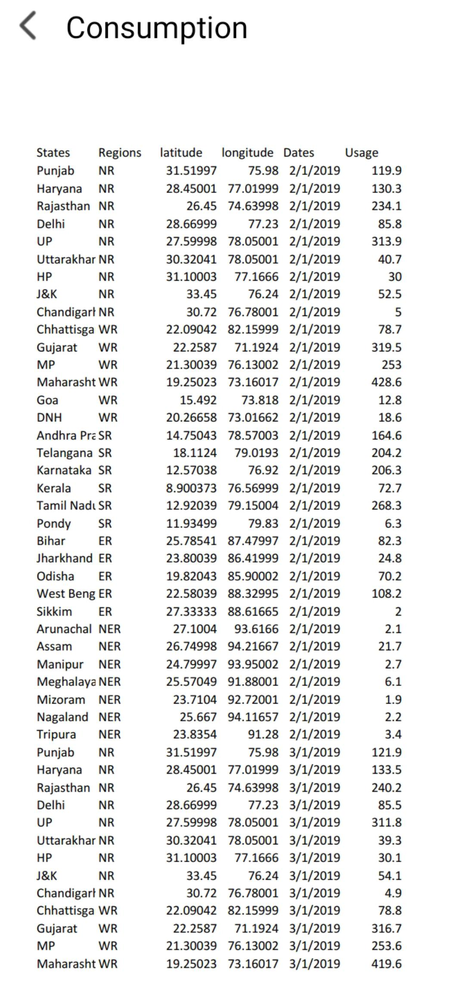 Consumption
States Regions latitude longitude Dates Usage
Punjab NR 31.51997 75.98 2/1/2019 119.9
Haryana NR 28.45001 77.01999 2/1/2019 130.3
Rajasthan NR 26.45 74.63998 2/1/2019 234.1
Delhi NR 28.66999 77.23 2/1/2019 85.8
UP NR 27.59998 78.05001 2/1/2019 313.9
Uttarakhar NR 30.32041 78.05001 2/1/2019 40.7
HP NR 31.10003 77.1666 2/1/2019 30
J&K NR 33.45 76.24 2/1/2019 52.5
Chandigarh NR 30.72 76.78001 2/1/2019 5
Chhattisga WR 22.09042 82.15999 2/1/2019 78.7
Gujarat WR 22.2587 71.1924 2/1/2019 319.5
MP WR 21.30039 76.13002 2/1/2019 253
Maharasht WR 19.25023 73.16017 2/1/2019 428.6
Goa WR 15.492 73.818 2/1/2019 12.8
DNH WR 20.26658 73.01662 2/1/2019 18.6
Andhra Pra SR 14.75043 78.57003 2/1/2019 164.6
Telangana SR 18.1124 79.0193 2/1/2019 204.2
Karnataka SR 12.57038 76.92 2/1/2019 206.3
Kerala SR 8.900373 76.56999 2/1/2019 72.7
Tamil Nadu SR 12.92039 79.15004 2/1/2019 268.3
Pondy SR 11.93499 79.83 2/1/2019 6.3
Bihar ER 25.78541 87.47997 2/1/2019 82.3
Jharkhand ER 23.80039 86.41999 2/1/2019 24.8
Odisha ER 19.82043 85.90002 2/1/2019 70.2
West Beng ER 22.58039 88.32995 2/1/2019 108.2
Sikkim ER 27.33333 88.61665 2/1/2019 2
Arunachal NER 27.1004 93.6166 2/1/2019 2.1
Assam NER 26.74998 94.21667 2/1/2019 21.7
Manipur NER 24.79997 93.95002 2/1/2019 2.7
Meghalaya NER 25.57049 91.88001 2/1/2019 6.1
Mizoram NER 23.7104 92.72001 2/1/2019 1.9
Nagaland NER 25.667 94.11657 2/1/2019 2.2
Tripura NER 23.8354 91.28 2/1/2019 3.4
Punjab NR 31.51997 75.98 3/1/2019 121.9
Haryana NR 28.45001 77.01999 3/1/2019 133.5
Rajasthan NR 26.45 74.63998 3/1/2019 240.2
Delhi NR 28.66999 77.23 3/1/2019 85.5
UP NR 27.59998 78.05001 3/1/2019 311.8
Uttarakhar NR 30.32041 78.05001 3/1/2019 39.3
HP NR 31.10003 77.1666 3/1/2019 30.1
J&K NR 33.45 76.24 3/1/2019 54.1
Chandigarh NR 30.72 76.78001 3/1/2019 4.9
Chhattisga WR 22.09042 82.15999 3/1/2019 78.8
Gujarat WR 22.2587 71.1924 3/1/2019 316.7
MP WR 21.30039 76.13002 3/1/2019 253.6
Maharasht WR 19.25023 73.16017 3/1/2019 419.6